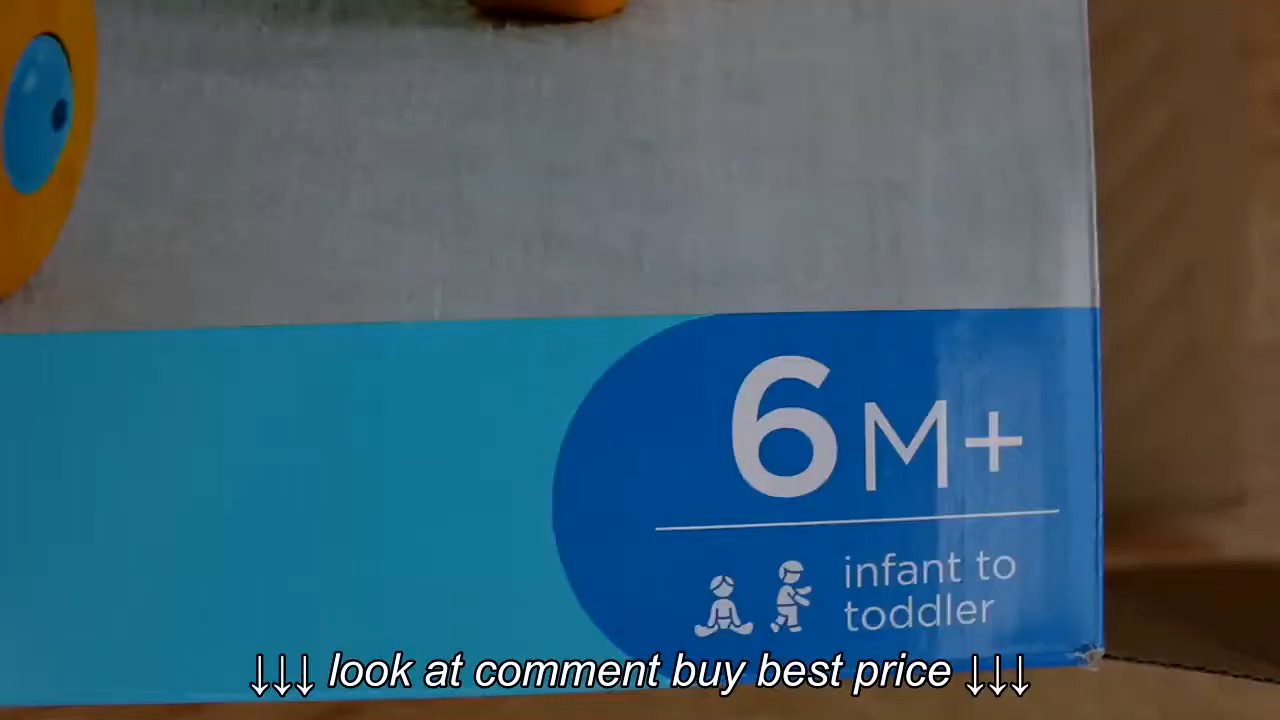 6M+
infant to
toddler
↓↓↓ look at comment buy best price ↓↓↓